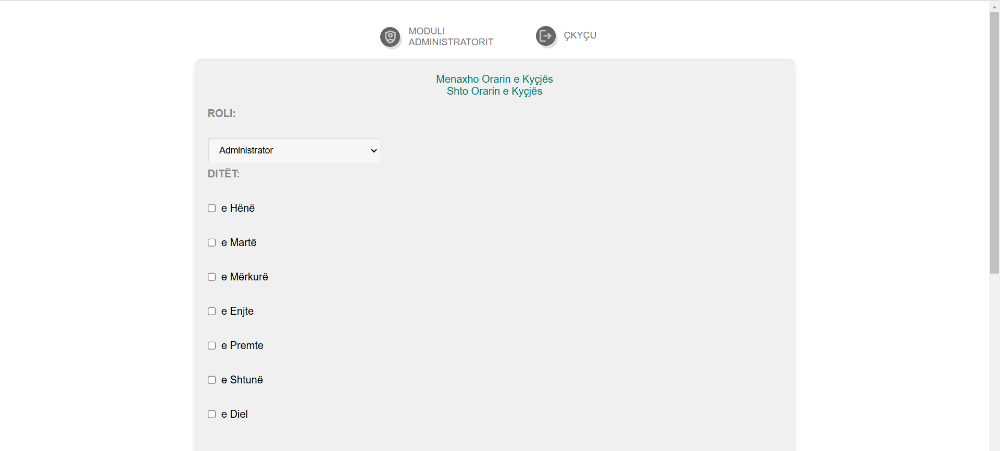 MODULI
ADMINISTRATORIT
ÇKYÇU
Menaxho Orarin e Kyçjës
Shto Orarin e Kyçjës
ROLI:
Administrator
DITËT:
e Hënë
e Martë
e Mërkurë
e Enjte
e Premte
e Shtunë
e Diel